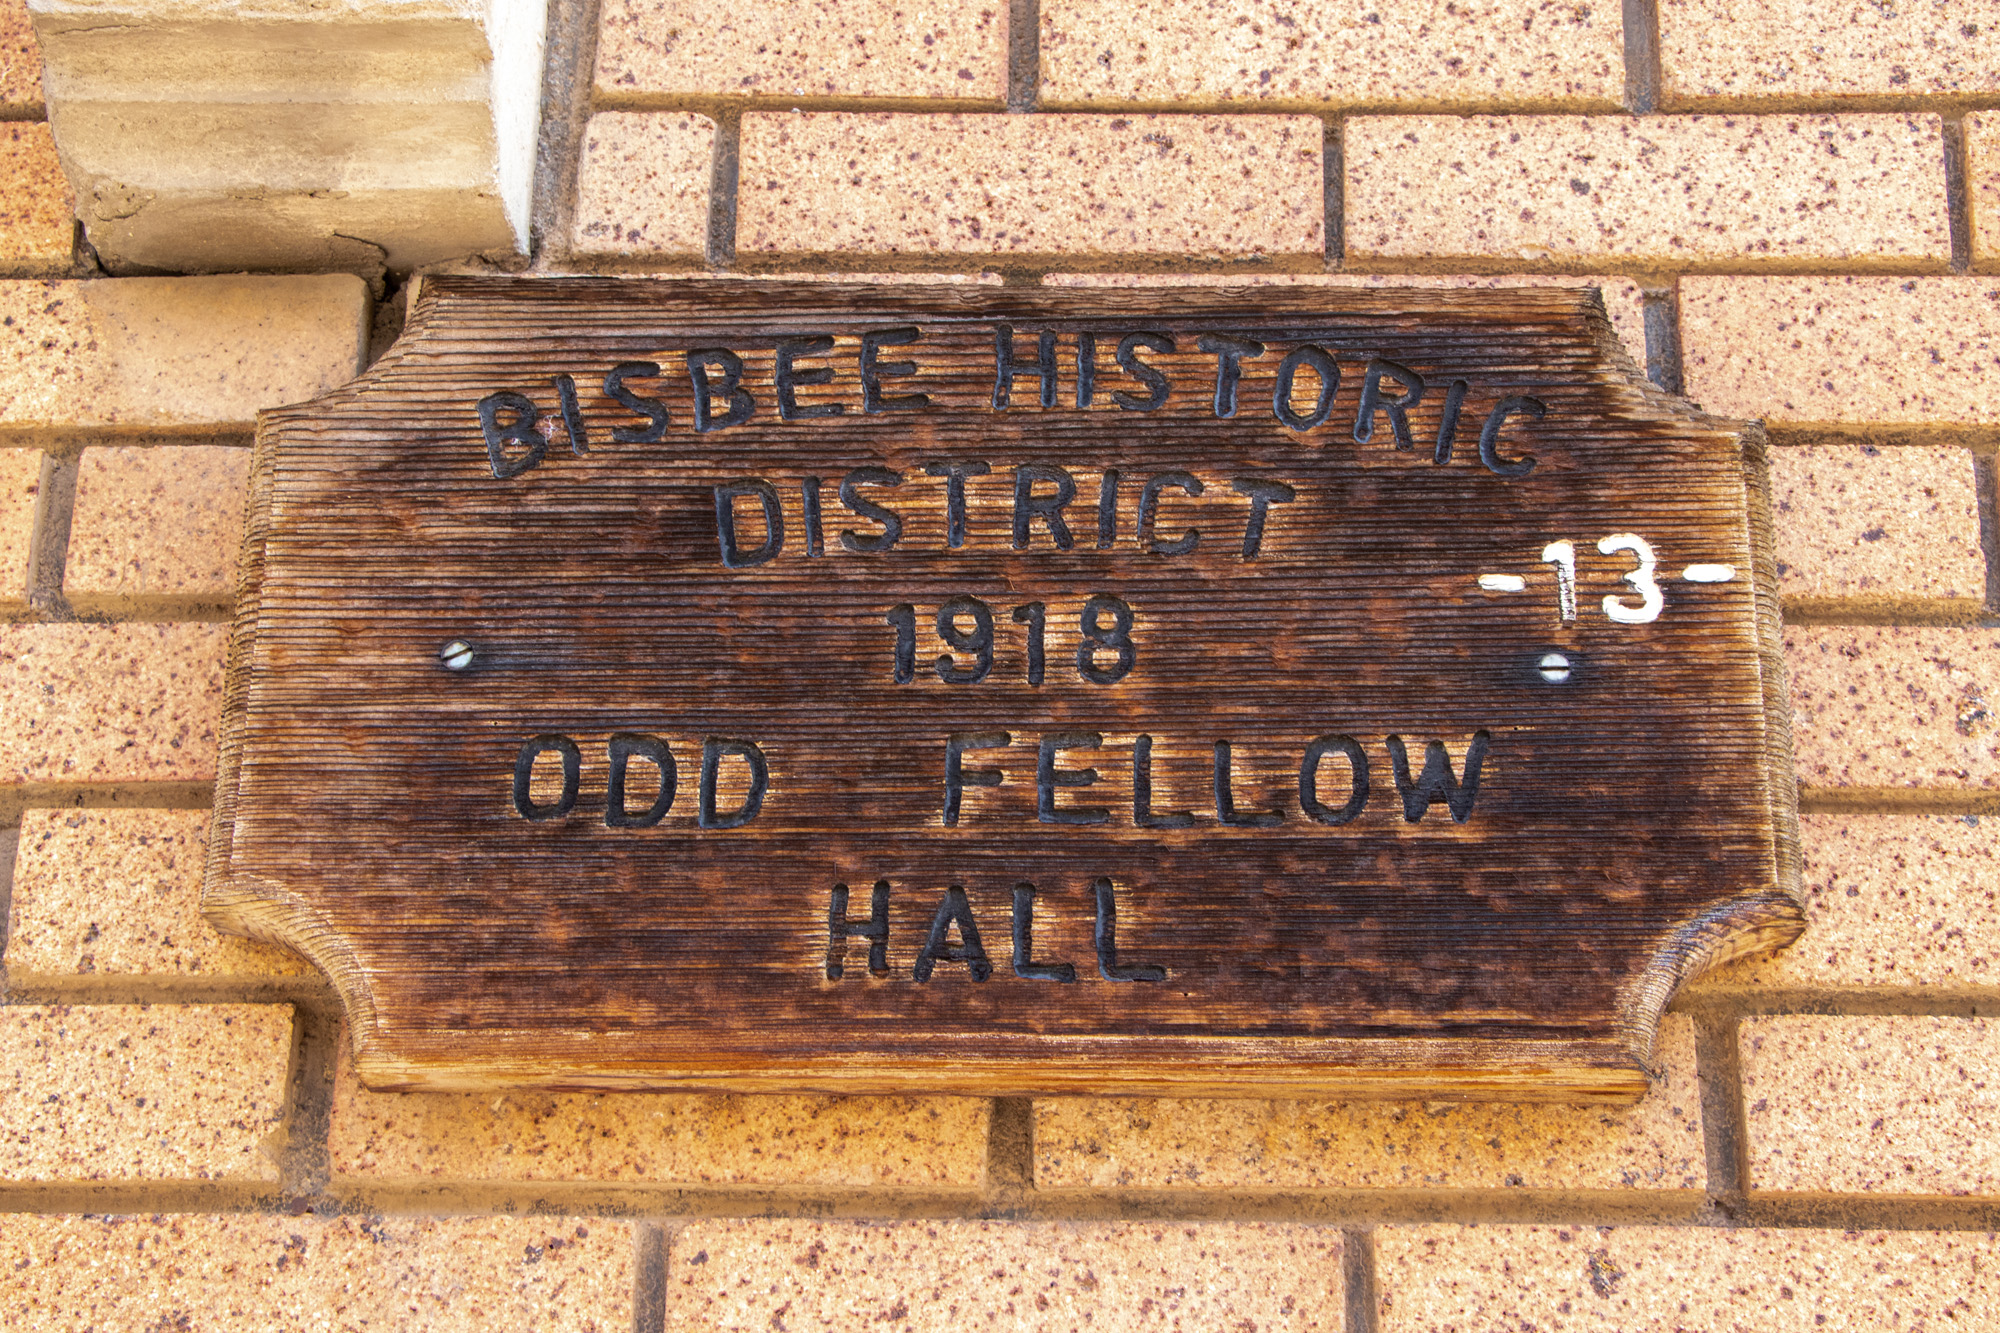 BISBEE HISTORIC
DISTRICT
-13-
1918
ODD FELLOW
HALL